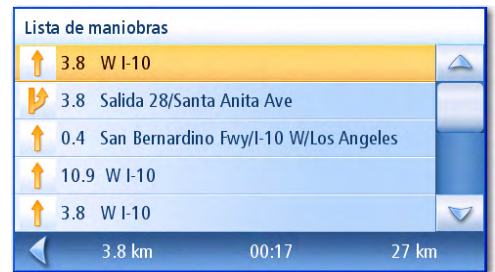 Lista de maniobras
3.8 W I-10
3.8 Salida 28/Santa Anita Ave
0.4 San Bernardino Fwy/I-10 W/Los Angeles
10.9 W I-10
3.8 W I-10
3.8 km 00:17 27 km